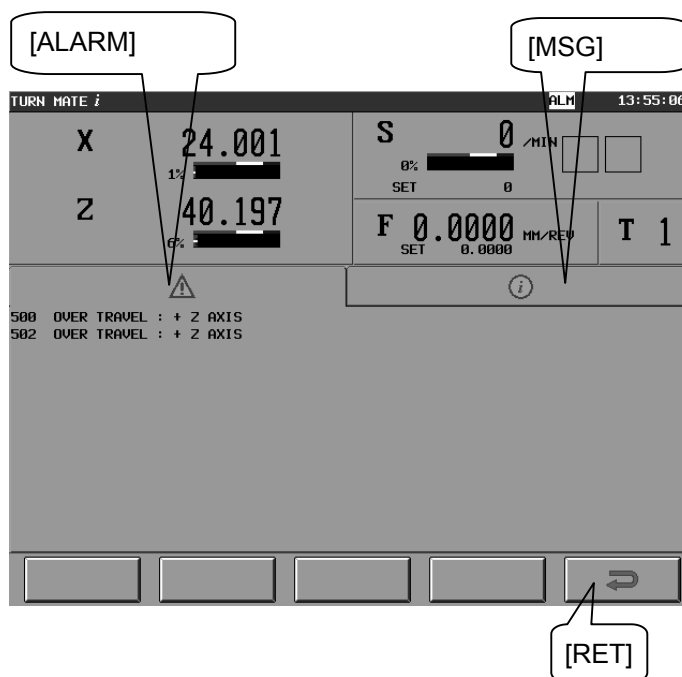 [ALARM] [MSG]
TURN MATE i ALM 13:55:06
X 24.001
1%
S 0 /MIN
0%
SET 0
Z 40.197
6%
F 0.0000 MM/REV
SET 0.0000
T 1
500 OVER TRAVEL : + Z AXIS
502 OVER TRAVEL : + Z AXIS
[RET]